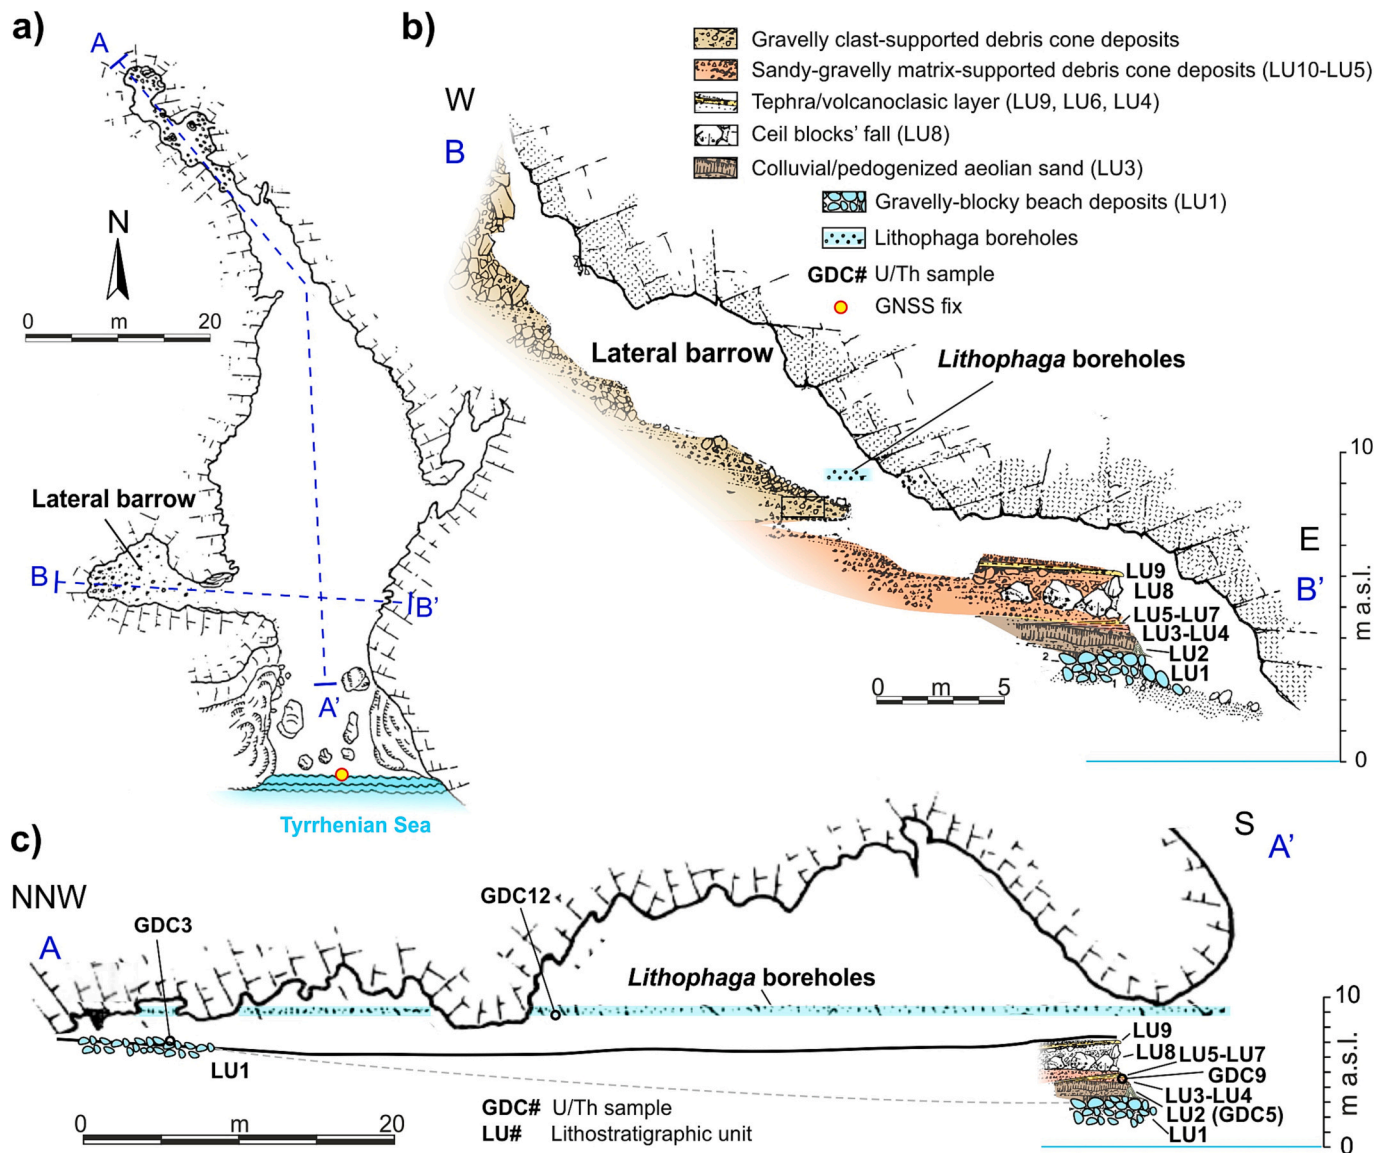 a)
A
N
0 m 20
Lateral barrow
B
B'
A'
Tyrrhenian Sea
b)
W
B
Gravelly clast-supported debris cone deposits
Sandy-gravelly matrix-supported debris cone deposits (LU10-LU5)
Tephra/volcanoclasic layer (LU9, LU6, LU4)
Ceil blocks' fall (LU8)
Colluvial/pedogenized aeolian sand (LU3)
Gravelly-blocky beach deposits (LU1)
Lithophaga boreholes
GDC# U/Th sample
GNSS fix
Lateral barrow
Lithophaga boreholes
10
E
B'
m a.s.l.
0
LU9
LU8
LU5-LU7
LU3-LU4
LU2
LU1
2
1
0 m 5
c)
S
A'
NNW
A
GDC3
GDC12
Lithophaga boreholes
LU1
10
m a.s.l.
0
LU9
LU8
LU5-LU7
GDC9
LU3-LU4
LU2 (GDC5)
LU1
GDC# U/Th sample
LU# Lithostratigraphic unit
0 20